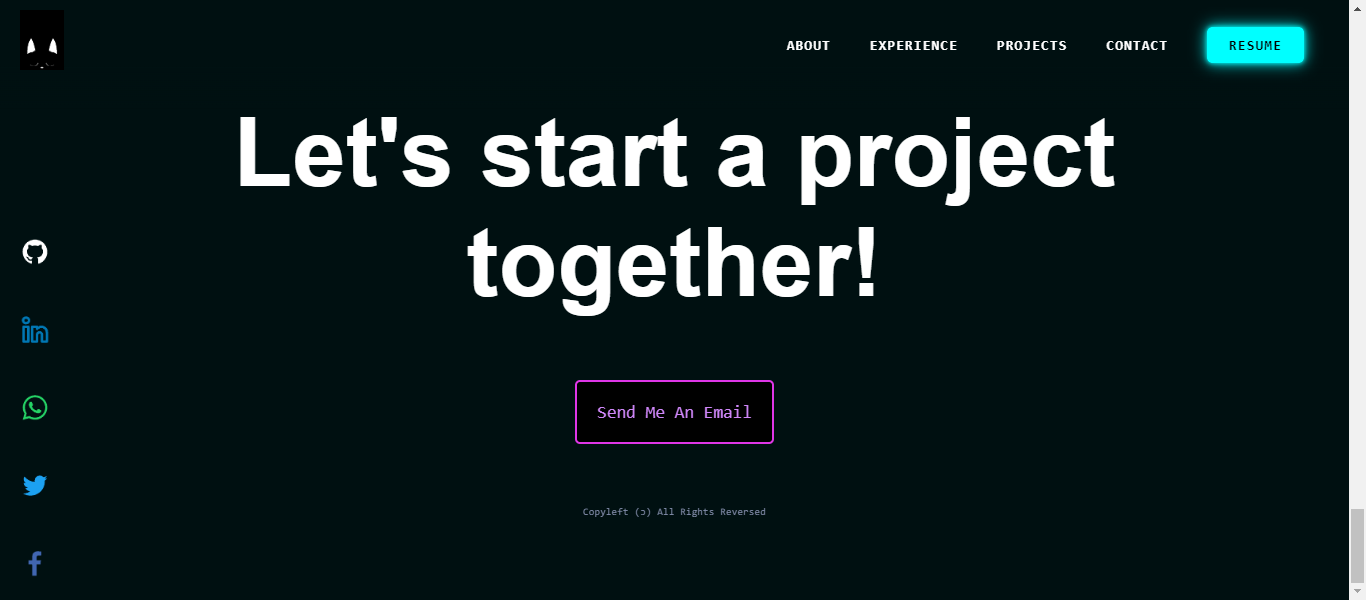 ABOUT EXPERIENCE PROJECTS CONTACT RESUME
Let's start a project
together!
Send Me An Email
Copyleft (ɔ) All Rights Reversed